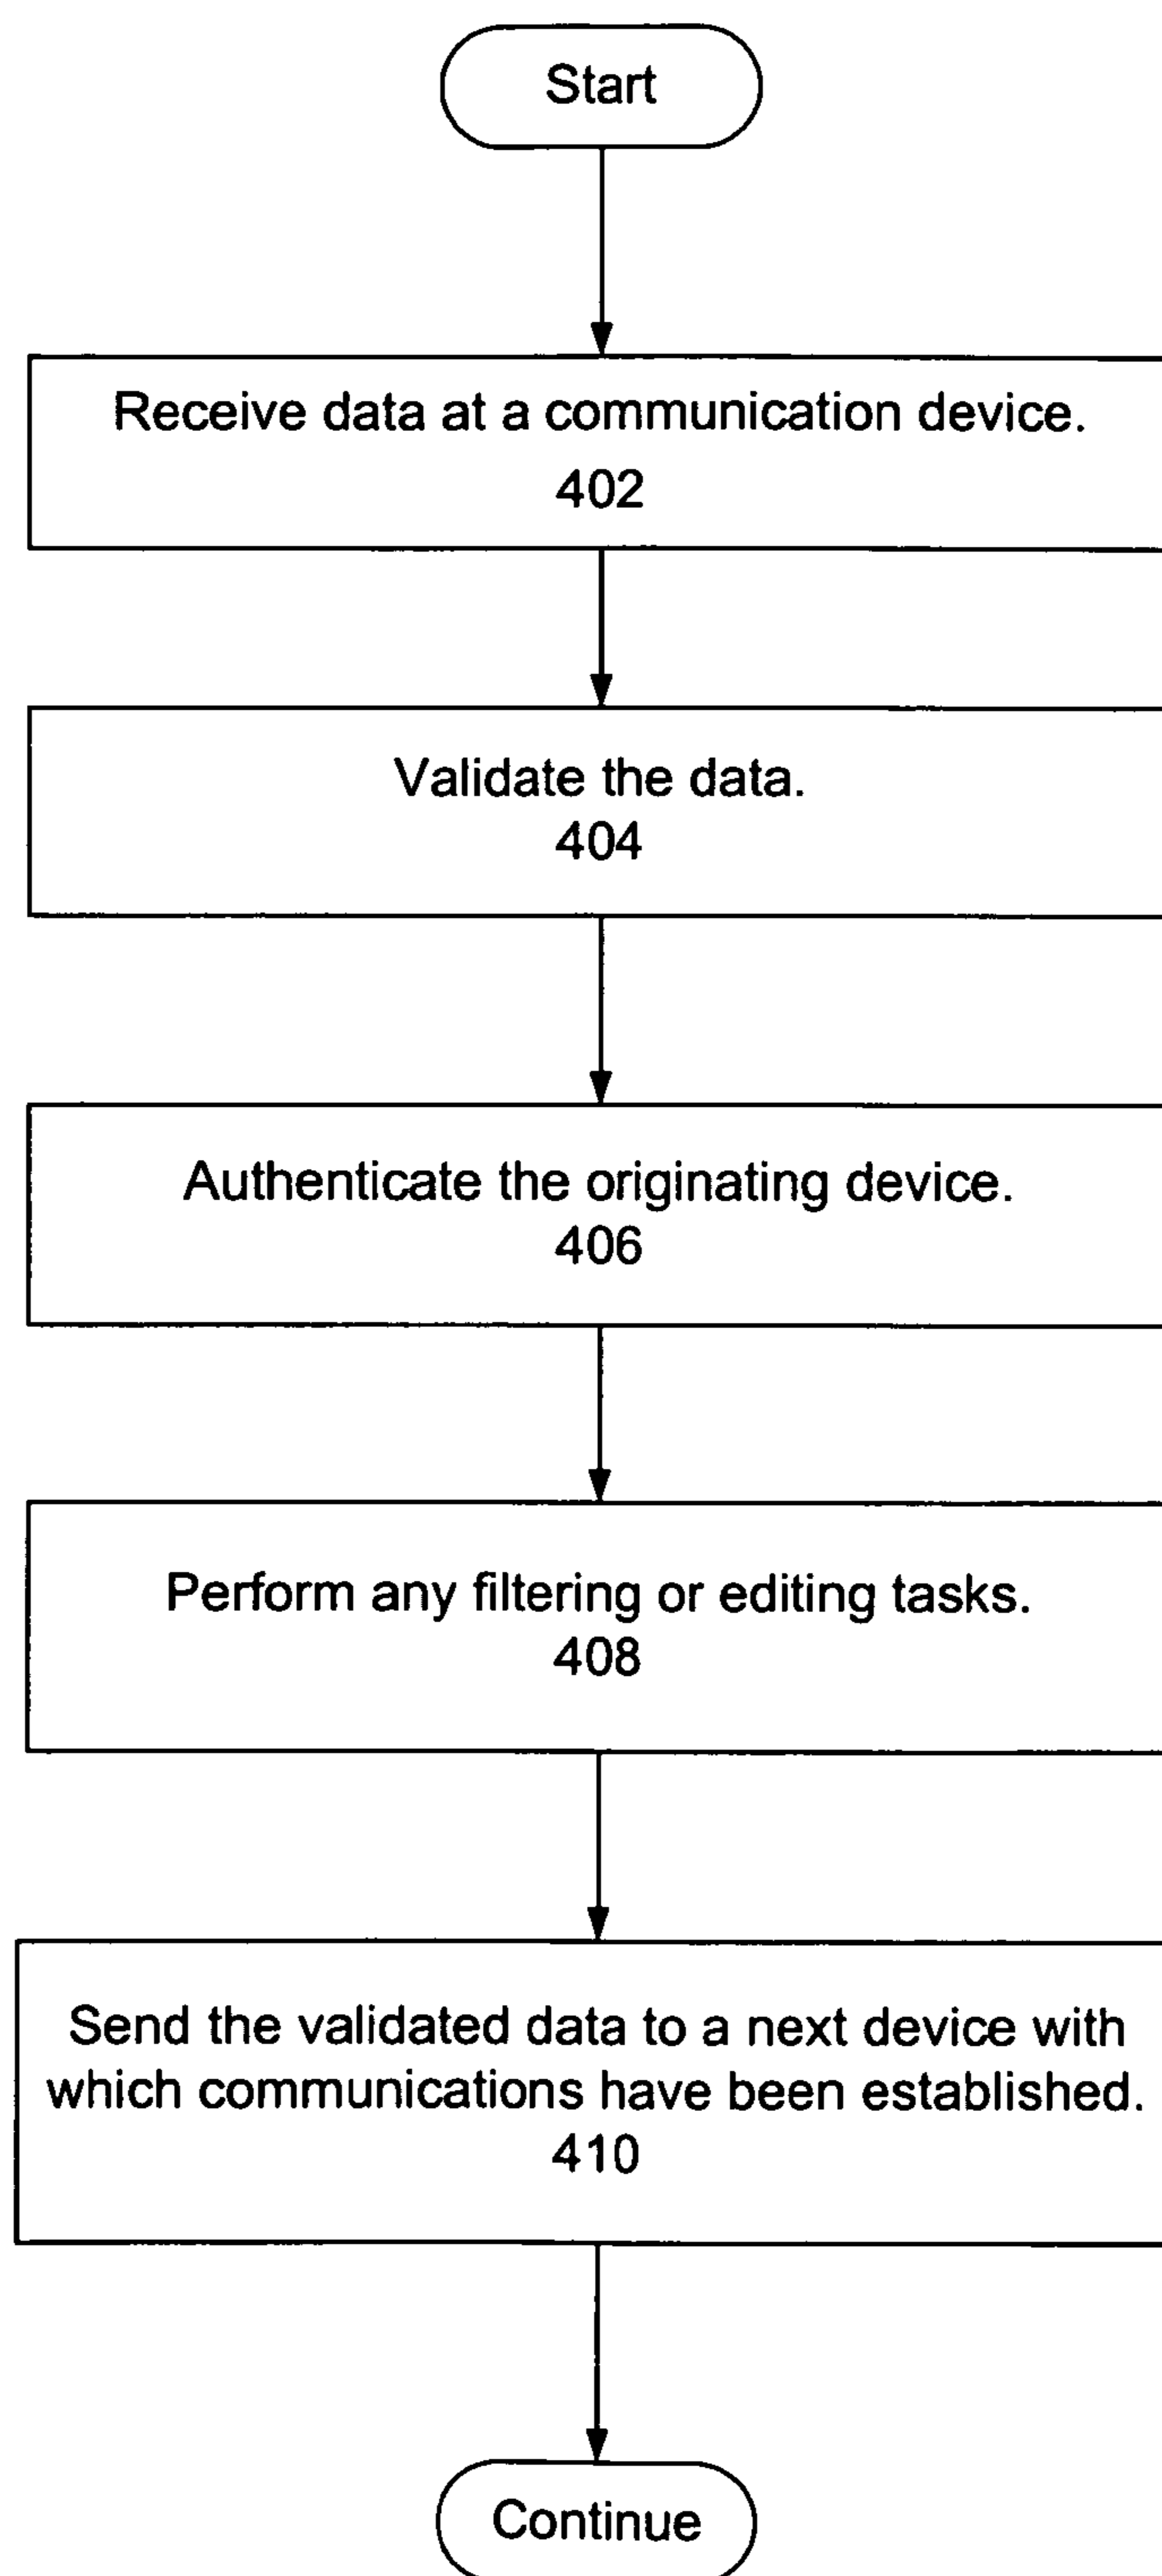 Start
Receive data at a communication device.
402
Validate the data.
404
Authenticate the originating device.
406
Perform any filtering or editing tasks.
408
Send the validated data to a next device with
which communications have been established.
410
Continue